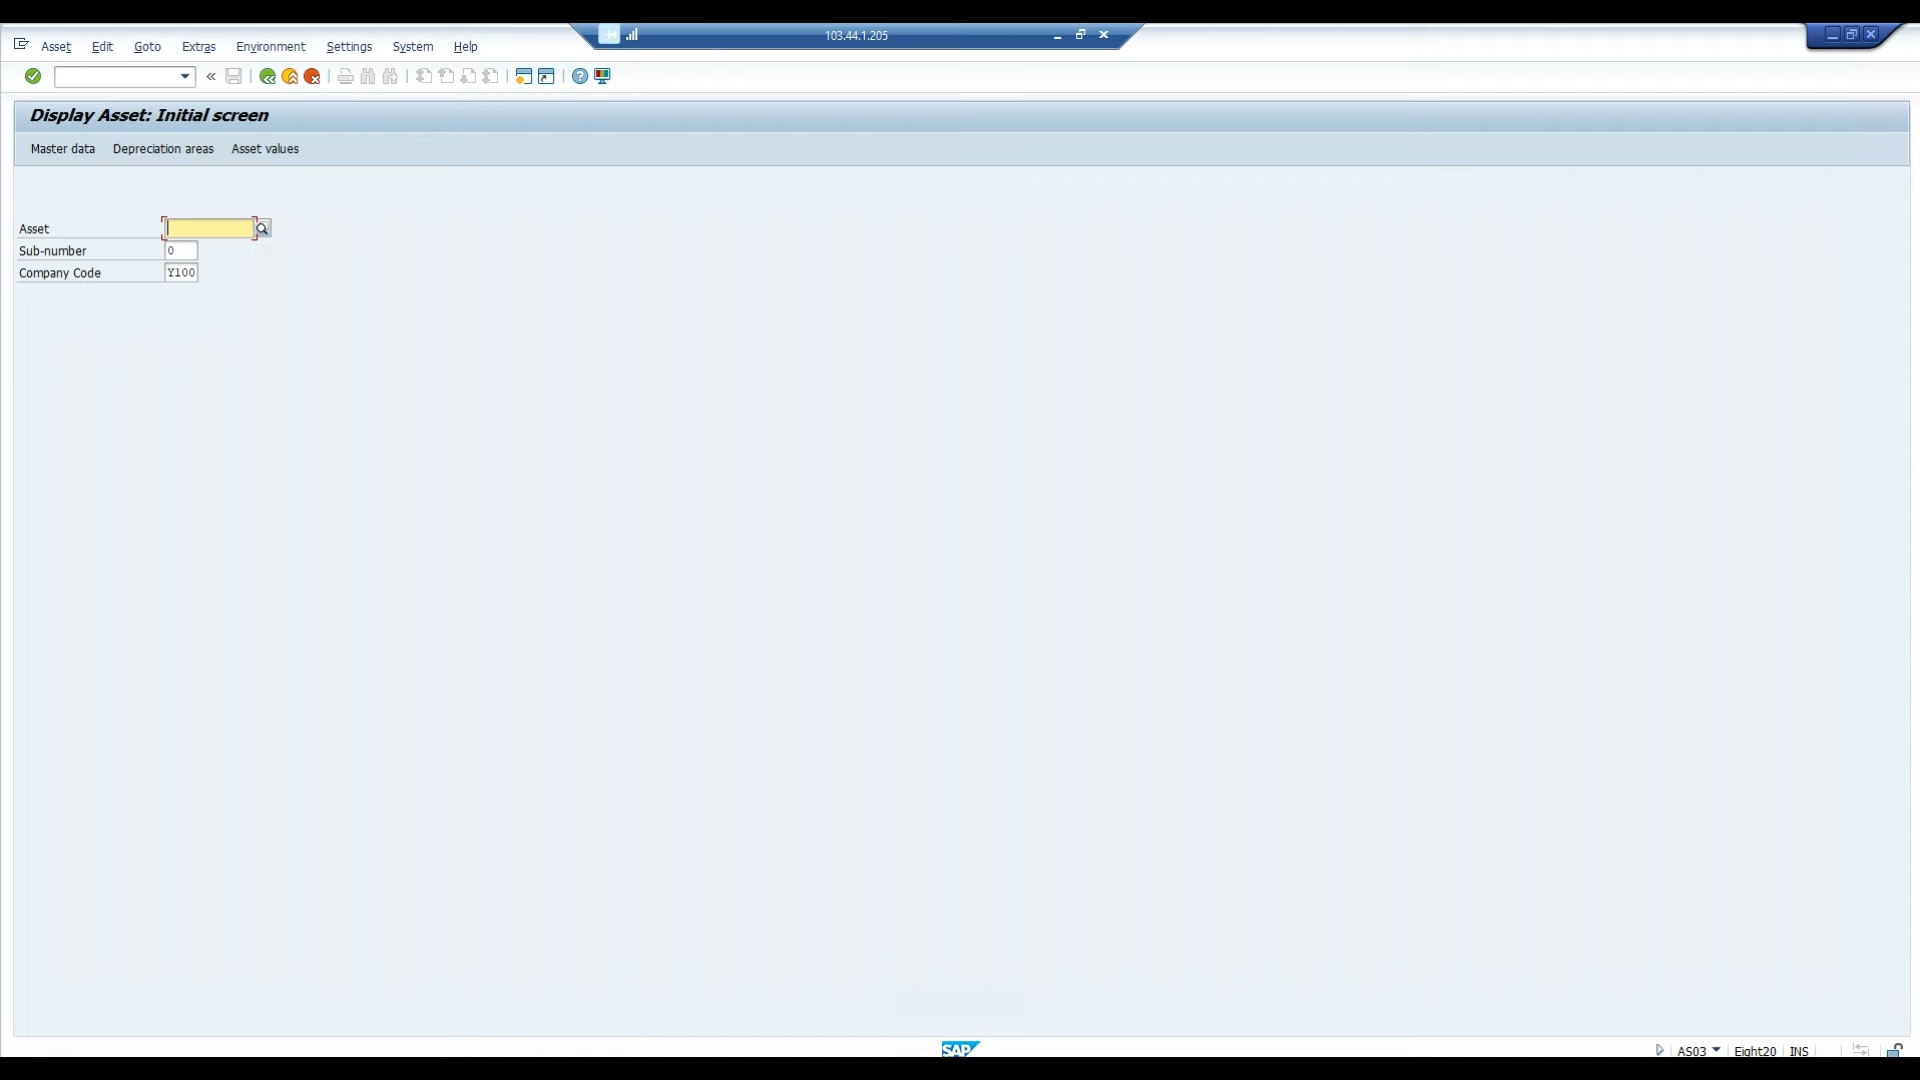 103.44.1.205
Asset Edit Goto Extras Environment Settings System Help
Display Asset: Initial screen
Master data Depreciation areas Asset values
Asset
Sub-number 0
Company Code Y100
SAP
AS03 Eight20 INS